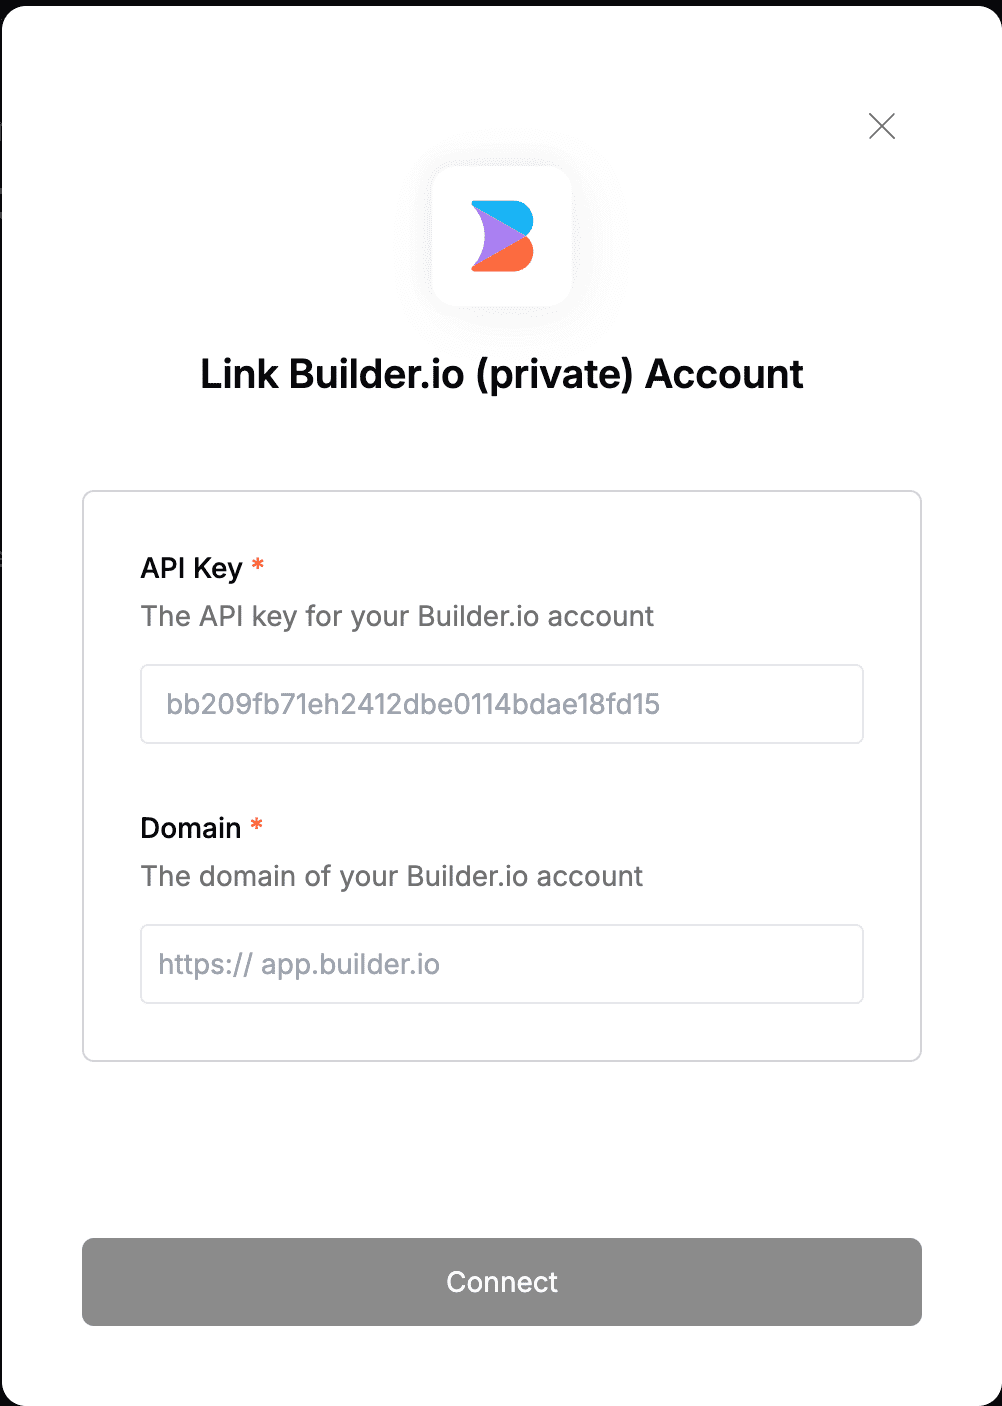 Link Builder.io (private) Account
API Key *
The API key for your Builder.io account
bb209fb71eh2412dbe0114bdae18fd15
Domain *
The domain of your Builder.io account
https:// app.builder.io
Connect